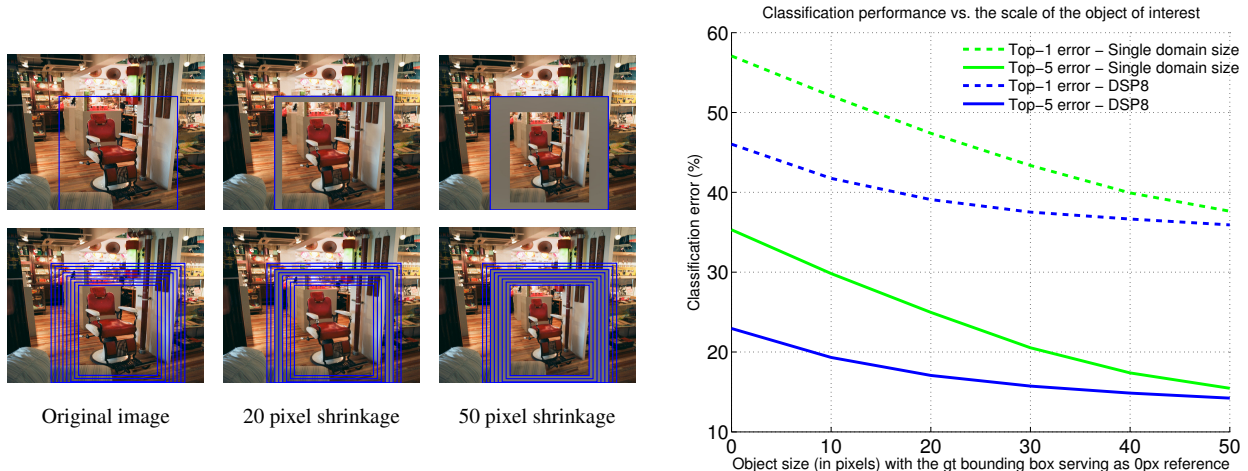 Original image
20 pixel shrinkage
50 pixel shrinkage
Classification performance vs. the scale of the object of interest
Top−1 error − Single domain size
Top−5 error − Single domain size
Top−1 error − DSP8
Top−5 error − DSP8
Classification error (%)
60
50
40
30
20
10
0 10 20 30 40 50
Object size (in pixels) with the gt bounding box serving as 0px reference